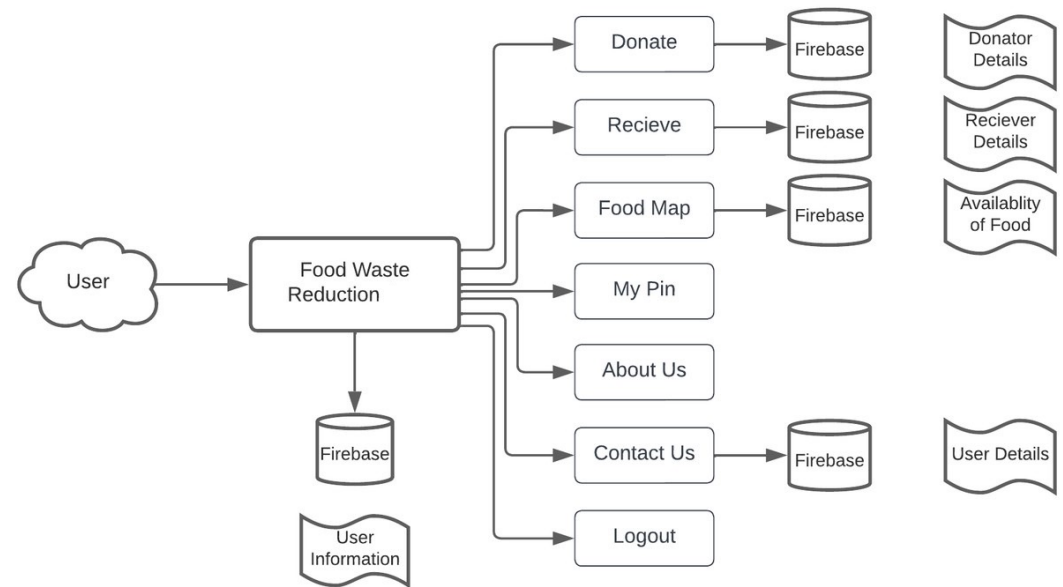 Donate
Firebase
Donator
Details
Recieve
Firebase
Reciever
Details
Food Map
Firebase
Availablity
of Food
User
Food Waste
Reduction
My Pin
About Us
Firebase
Contact Us
Firebase
User Details
User
Information
Logout